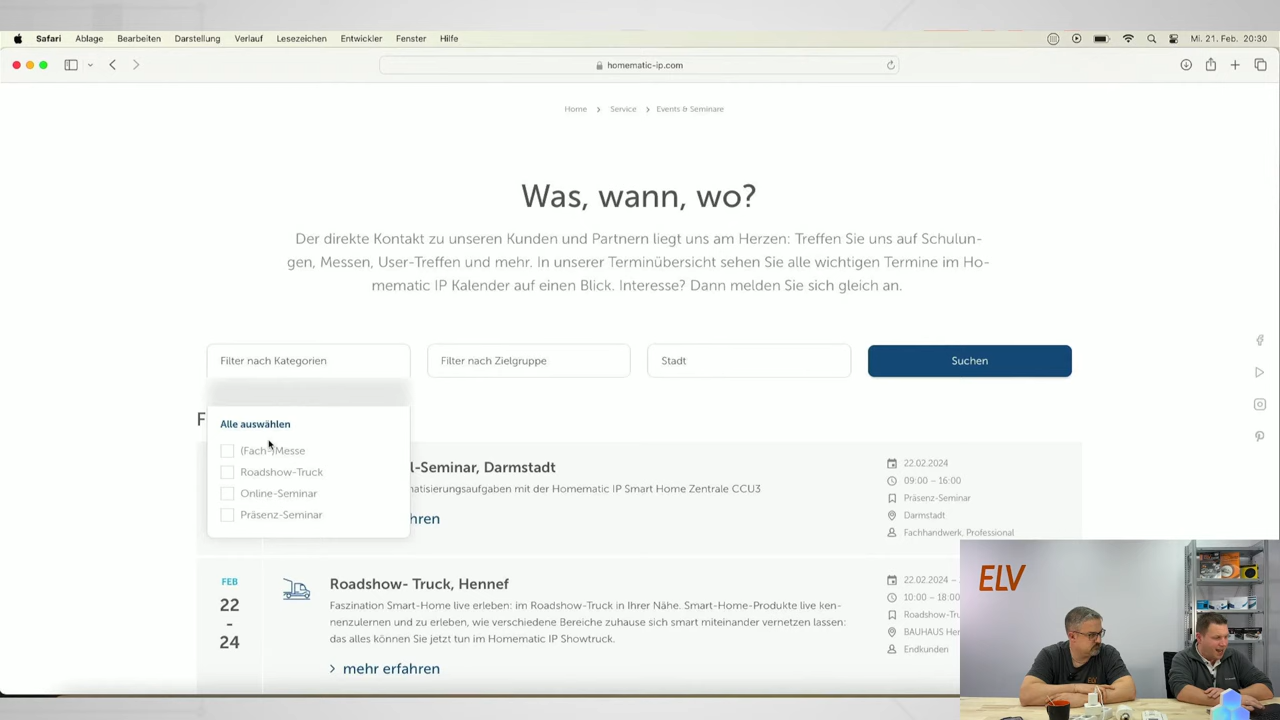 Safari Ablage Bearbeiten Darstellung Verlauf Lesezeichen Entwickler Fenster Hilfe Mi. 21. Feb. 20:30
homematic-ip.com
Home > Service > Events & Seminare
Was, wann, wo?
Der direkte Kontakt zu unseren Kunden und Partnern liegt uns am Herzen: Treffen Sie uns auf Schulun-
gen, Messen, User-Treffen und mehr. In unserer Terminübersicht sehen Sie alle wichtigen Termine im Ho-
mematic IP Kalender auf einen Blick. Interesse? Dann melden Sie sich gleich an.
Filter nach Kategorien Filter nach Zielgruppe Stadt Suchen
Alle auswählen
(Fach-)Messe
Roadshow-Truck
Online-Seminar
Präsenz-Seminar
F
l-Seminar, Darmstadt
matisierungsaufgaben mit der Homematic IP Smart Home Zentrale CCU3
hren
22.02.2024
09:00 – 16:00
Präsenz-Seminar
Darmstadt
Fachhandwerk, Professional
FEB
22
-
24
Roadshow- Truck, Hennef
Faszination Smart-Home live erleben: im Roadshow-Truck in Ihrer Nähe. Smart-Home-Produkte live ken-
nenzulernen und zu erleben, wie verschiedene Bereiche zuhause sich smart miteinander vernetzen lassen:
das alles können Sie jetzt tun im Homematic IP Showtruck.
> mehr erfahren
22.02.2024 –
10:00 – 18:00
Roadshow-Tru
BAUHAUS Her
Endkunden
ELV